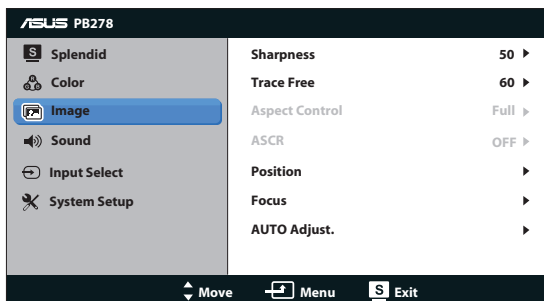 ASUS PB278
S Splendid
Color
Image
Sound
Input Select
System Setup
Sharpness 50
Trace Free 60
Aspect Control Full
ASCR OFF
Position
Focus
AUTO Adjust.
Move Menu S Exit